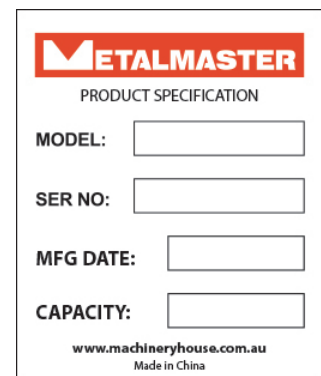 METALMASTER
PRODUCT SPECIFICATION
MODEL:
SER NO:
MFG DATE:
CAPACITY:
www.machineryhouse.com.au
Made in China